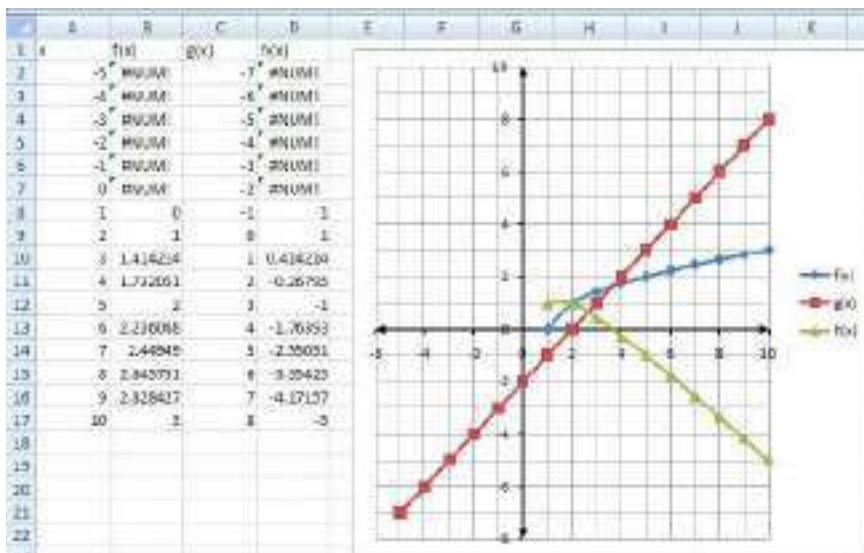 A B C D E F G H I J K
1 x f(x) g(x) h(x)
2 -5 #NUM! -7 #NUM!
3 -4 #NUM! -6 #NUM!
4 -3 #NUM! -5 #NUM!
5 -2 #NUM! -4 #NUM!
6 -1 #NUM! -3 #NUM!
7 0 #NUM! -2 #NUM!
8 1 0 -1 1
9 2 1 0 1
10 3 1.414214 1 0.414214
11 4 1.732051 2 -0.26795
12 5 2 3 -1
13 6 2.236068 4 -1.76393
14 7 2.44949 5 -2.55051
15 8 2.645751 6 -3.35425
16 9 2.828427 7 -4.17157
17 10 3 8 -5
18
19
20
21
22
10
8
6
4
2
0
-2
-4
-6
-8
-6 -4 -2 0 2 4 6 8 10
f(x)
g(x)
h(x)